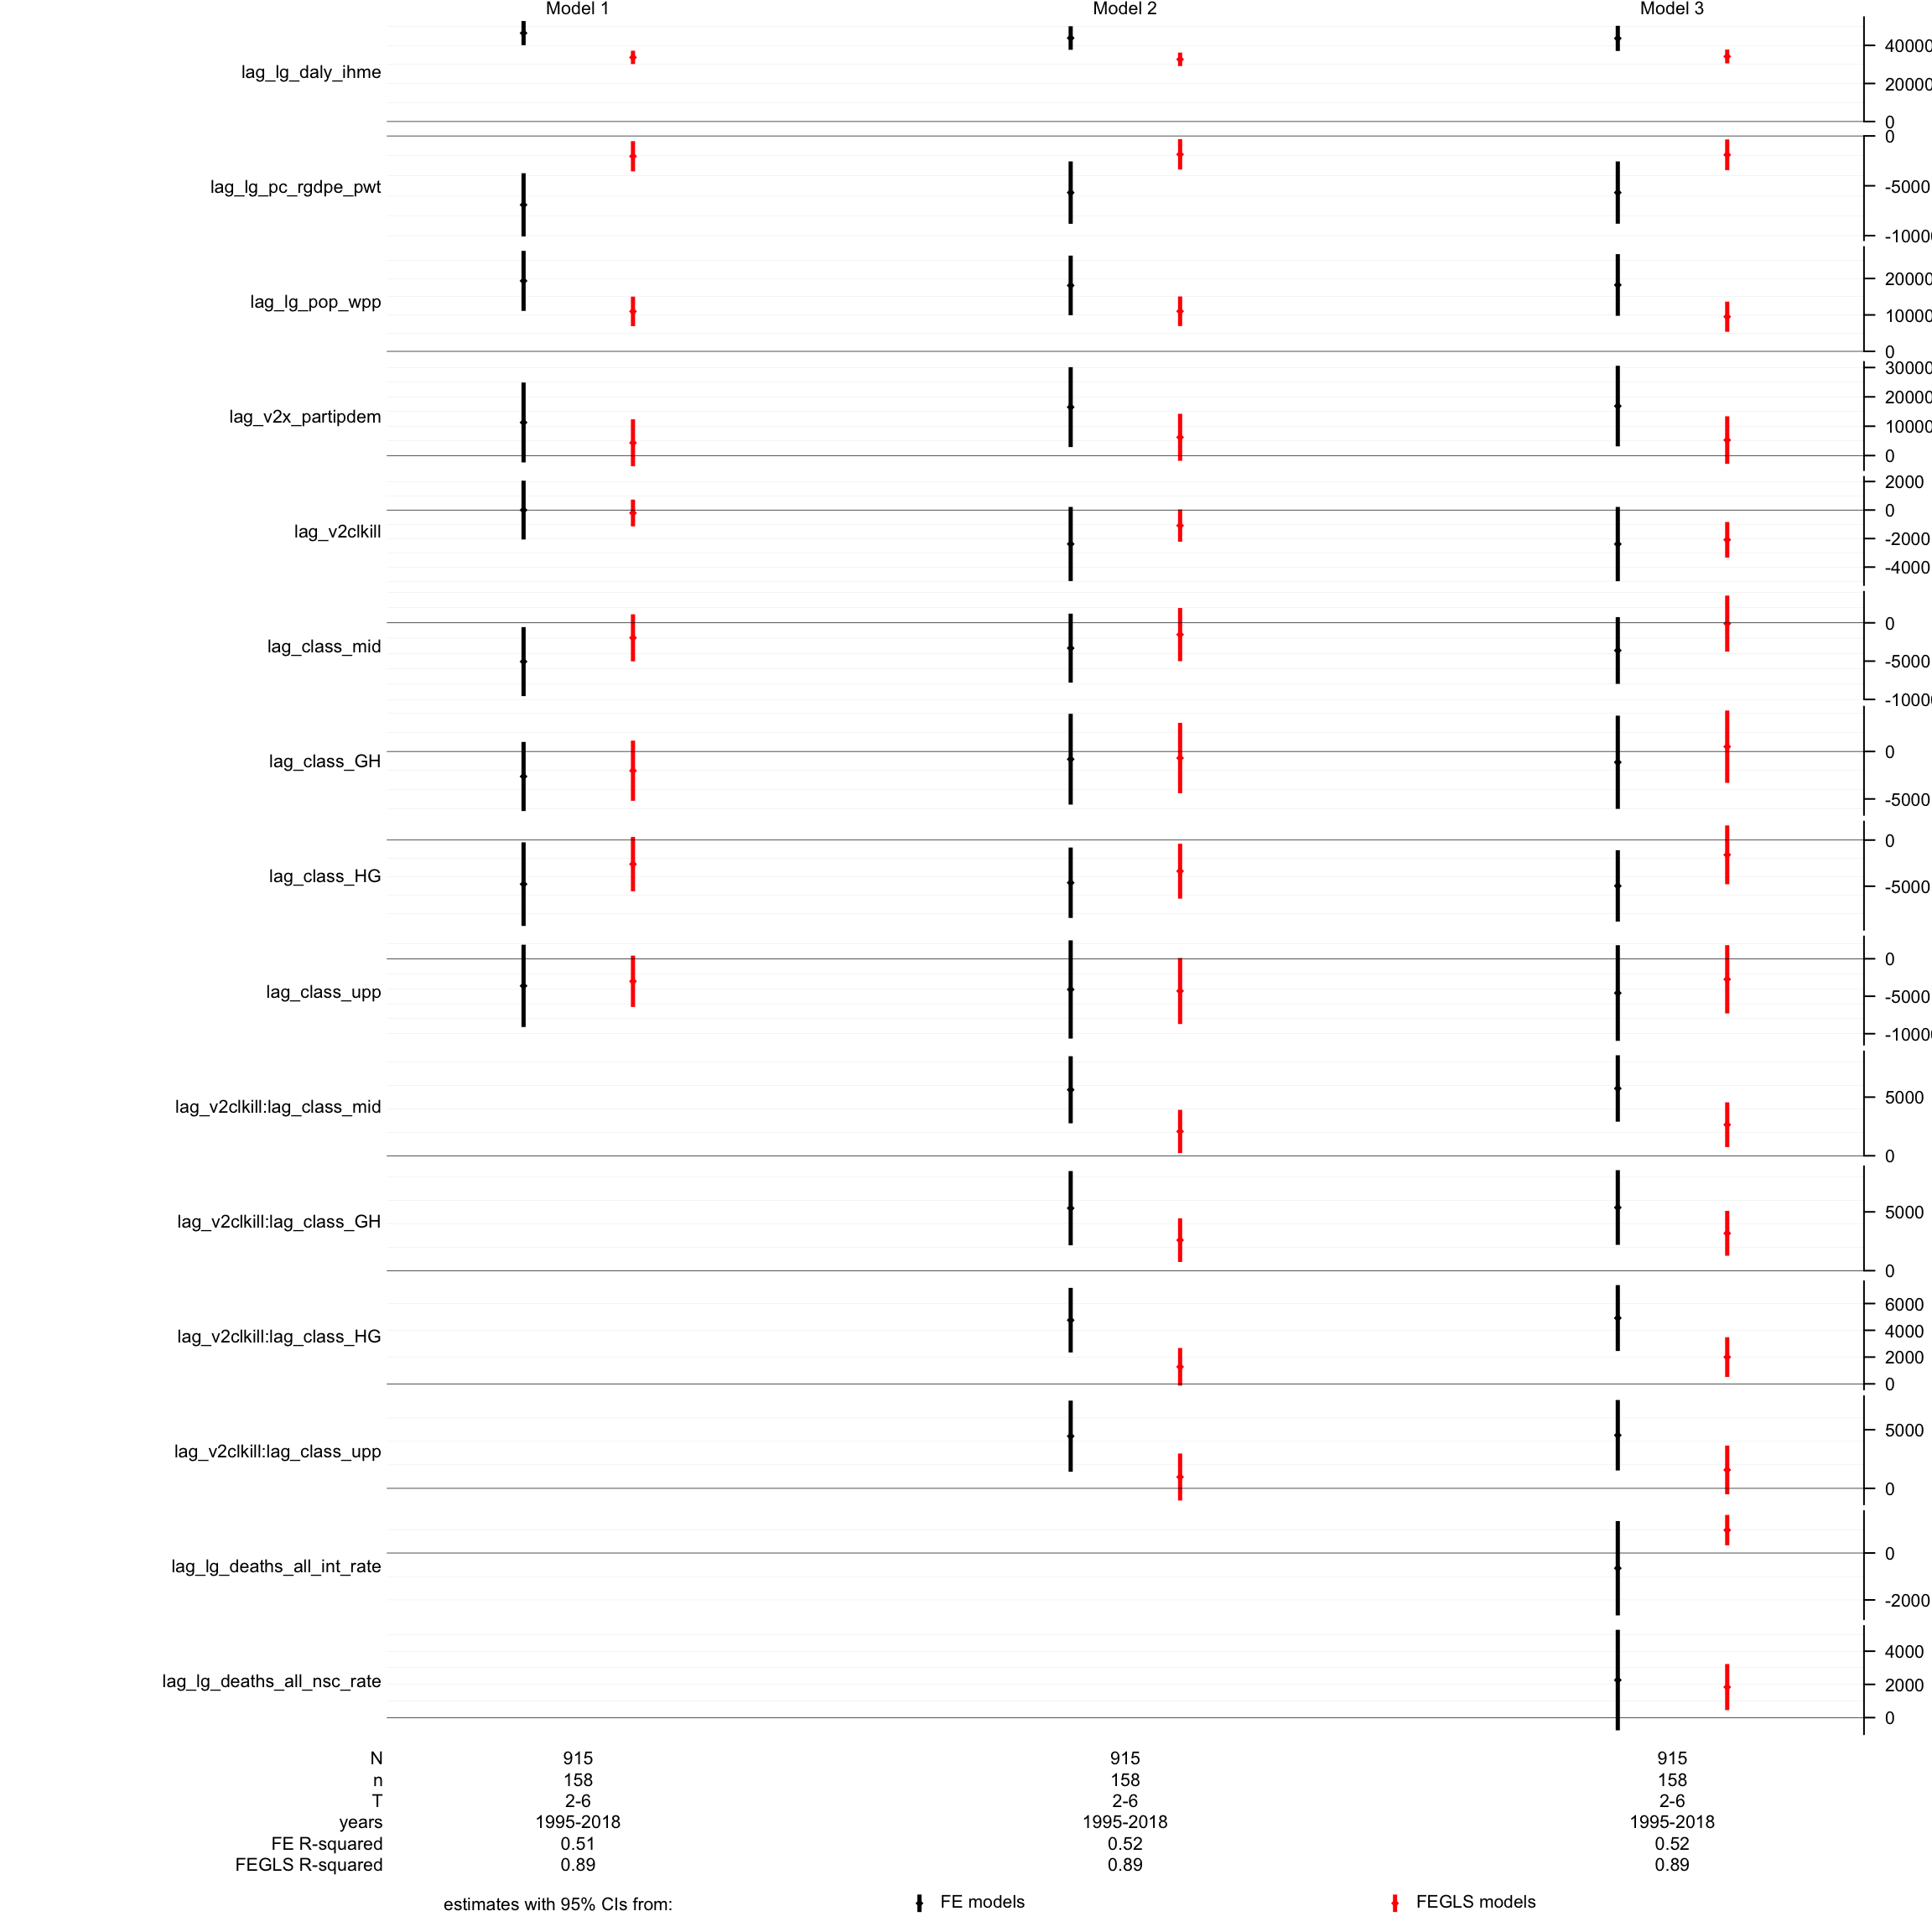 Model 1 Model 2 Model 3
lag_lg_daly_ihme
40000
20000
0
lag_lg_pc_rgdpe_pwt
0
-5000
-10000
lag_lg_pop_wpp
20000
10000
0
lag_v2x_partipdem
30000
20000
10000
0
lag_v2clkill
2000
0
-2000
-4000
lag_class_mid
0
-5000
-10000
lag_class_GH
0
-5000
lag_class_HG
0
-5000
lag_class_upp
0
-5000
-10000
lag_v2clkill:lag_class_mid
5000
0
lag_v2clkill:lag_class_GH
5000
0
lag_v2clkill:lag_class_HG
6000
4000
2000
0
lag_v2clkill:lag_class_upp
5000
0
lag_lg_deaths_all_int_rate
0
-2000
lag_lg_deaths_all_nsc_rate
4000
2000
0
N 915 915 915
n 158 158 158
T 2-6 2-6 2-6
years 1995-2018 1995-2018 1995-2018
FE R-squared 0.51 0.52 0.52
FEGLS R-squared 0.89 0.89 0.89
estimates with 95% CIs from: FE models FEGLS models